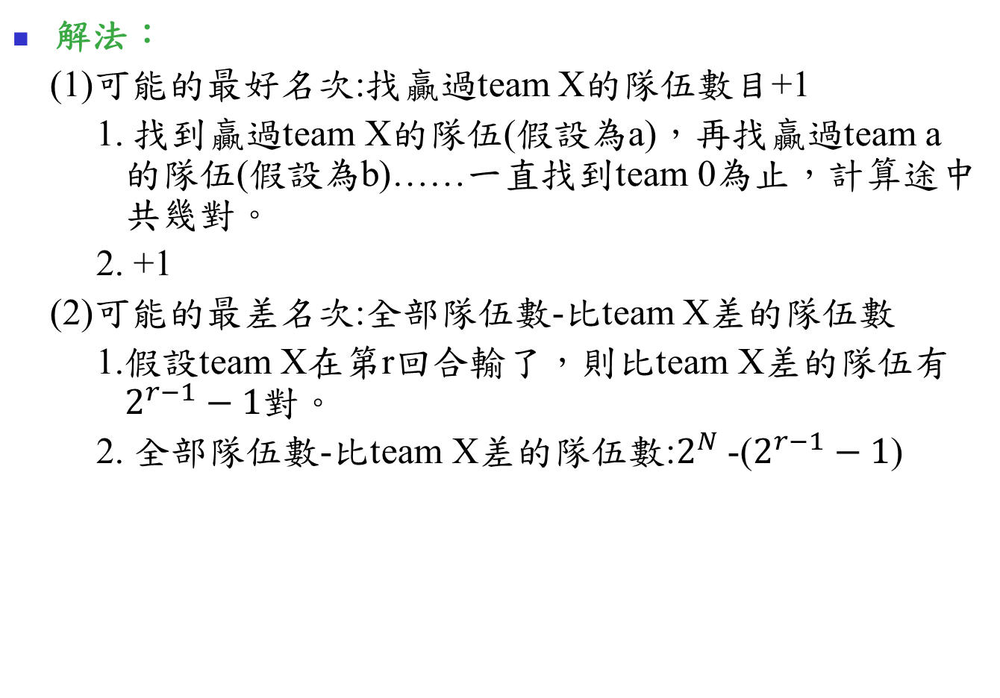 解法：
(1)可能的最好名次:找贏過team X的隊伍數目+1
1. 找到贏過team X的隊伍(假設為a)，再找贏過team a
的隊伍(假設為b)……一直找到team 0為止，計算途中
共幾對。
2. +1
(2)可能的最差名次:全部隊伍數-比team X差的隊伍數
1.假設team X在第r回合輸了，則比team X差的隊伍有
$2^{r-1} - 1$對。
2. 全部隊伍數-比team X差的隊伍數:$2^N$ -($2^{r-1} - 1$)